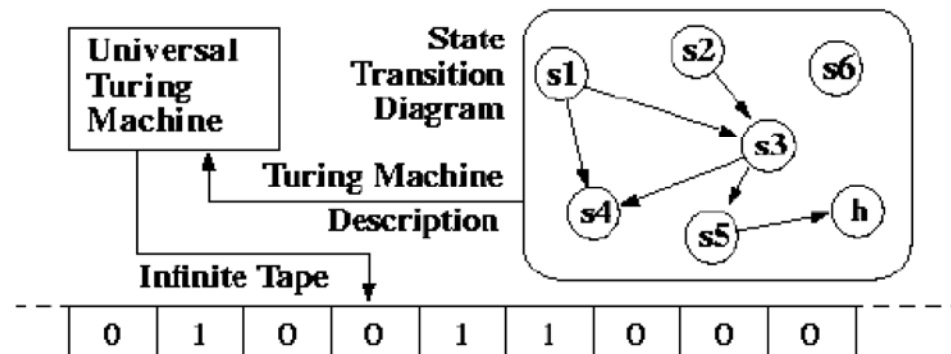 Universal
Turing
Machine
State
Transition
Diagram
s1
s2
s6
s3
s4
s5
h
Turing Machine
Description
Infinite Tape
0 1 0 0 1 1 0 0 0